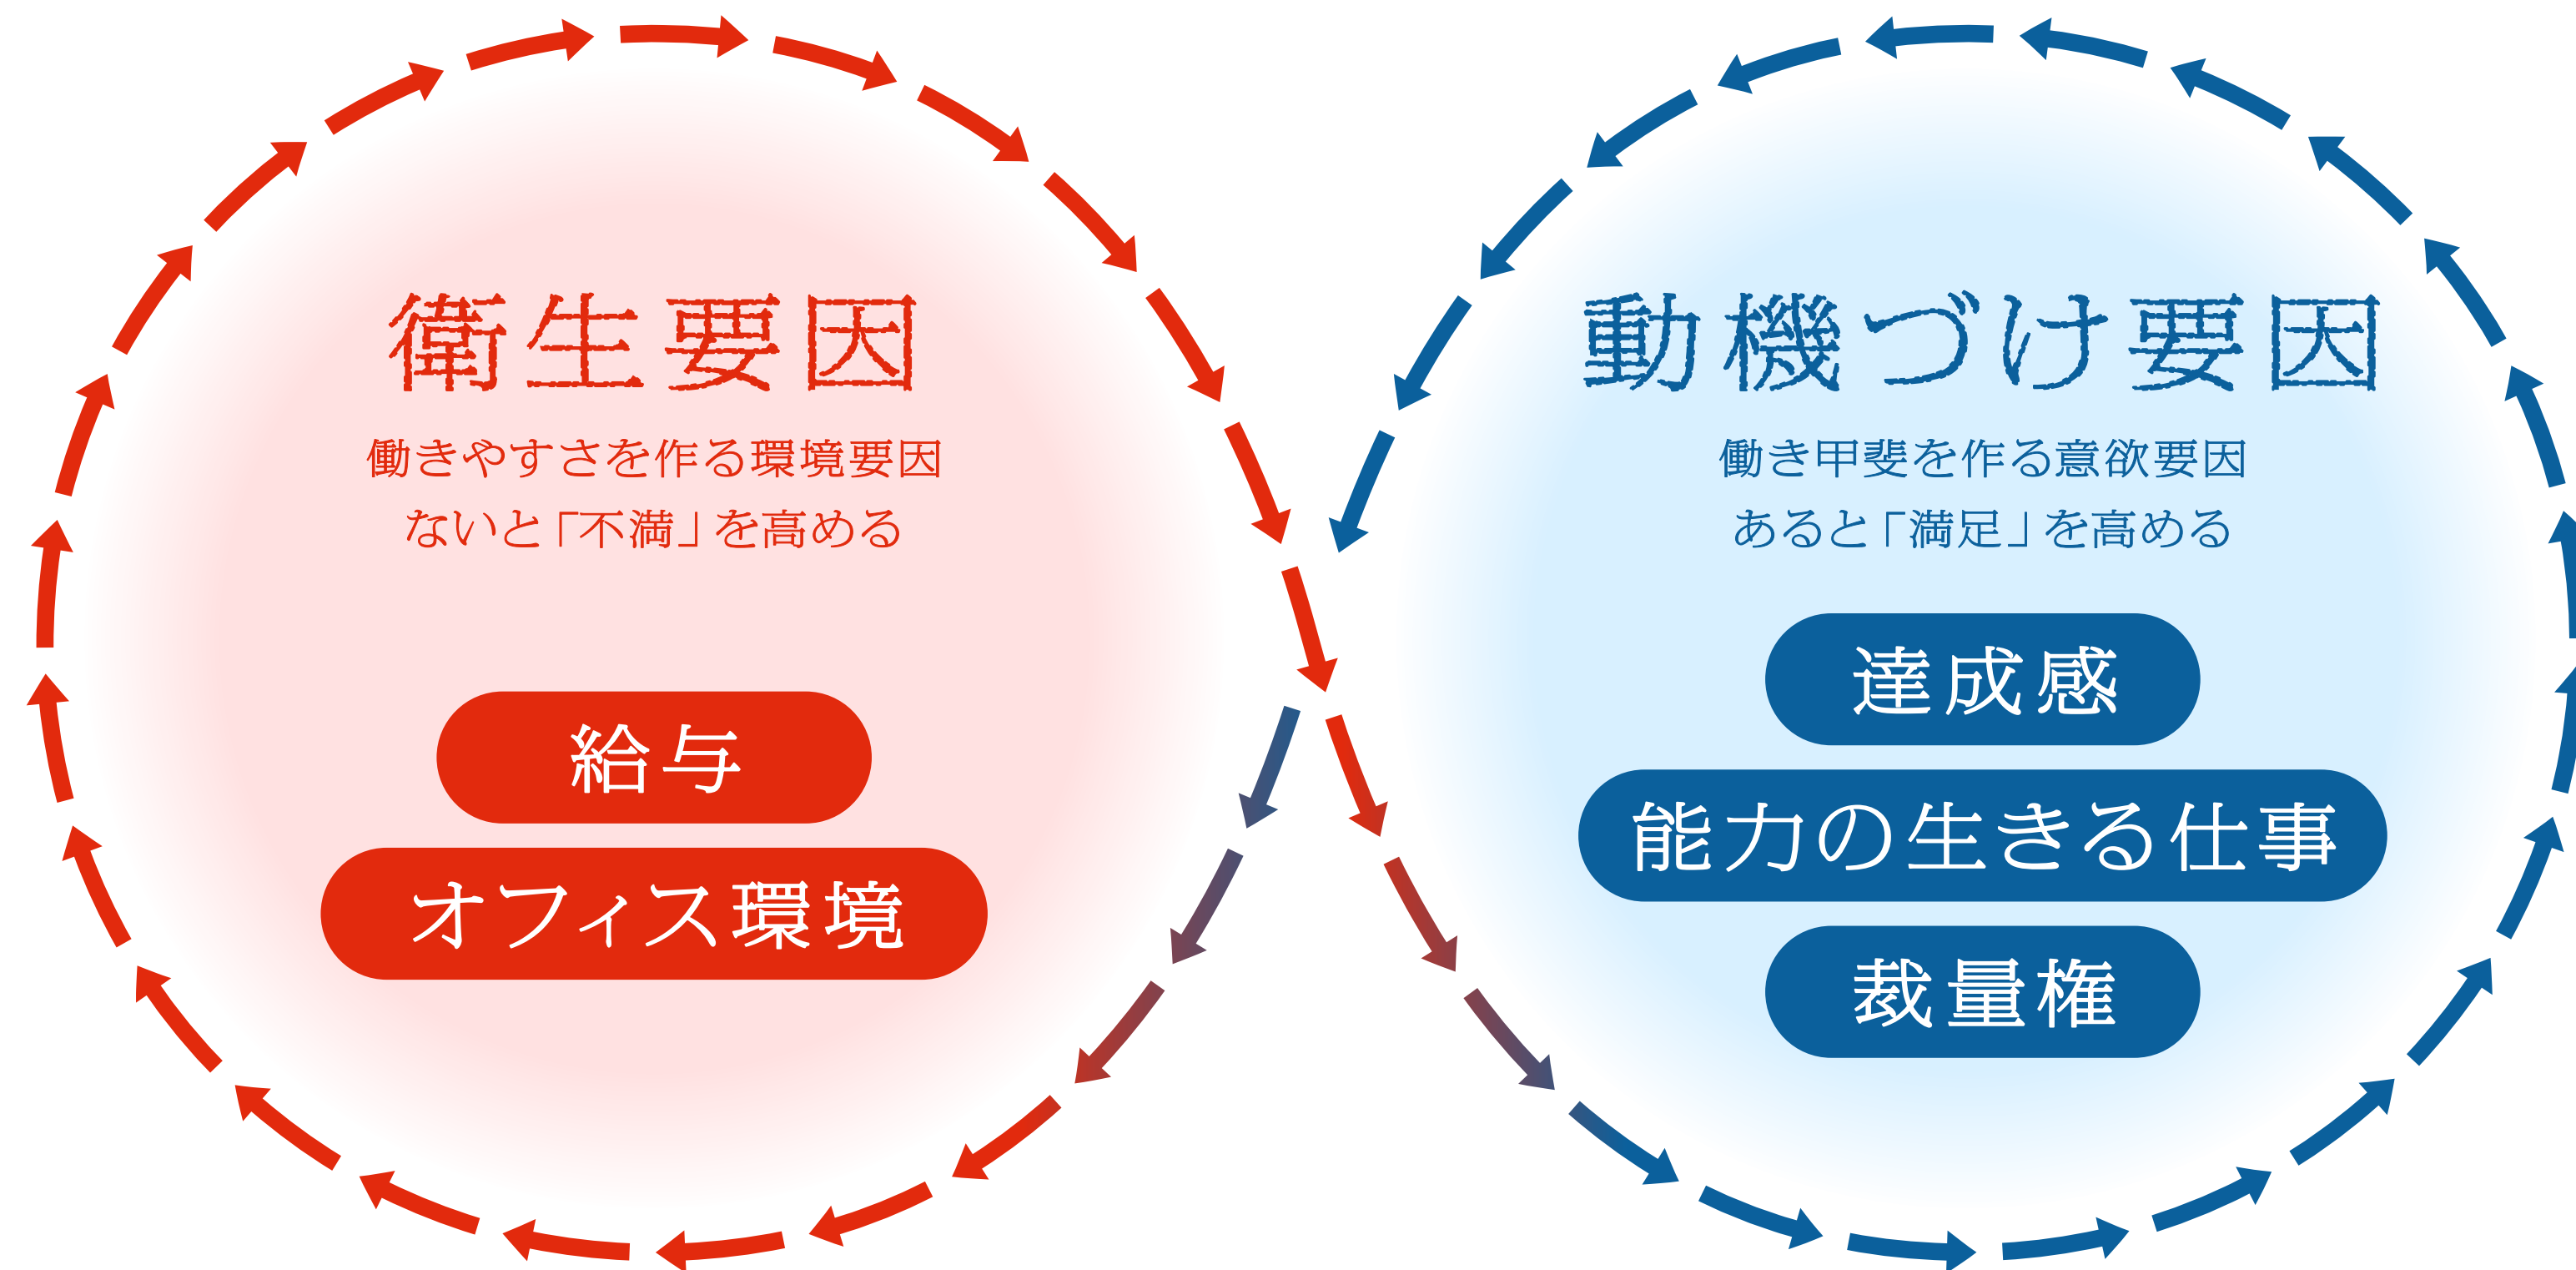 衛生要因
働きやすさを作る環境要因
ないと「不満」を高める
給与
オフィス環境
動機づけ要因
働き甲斐を作る意欲要因
あると「満足」を高める
達成感
能力の生きる仕事
裁量権